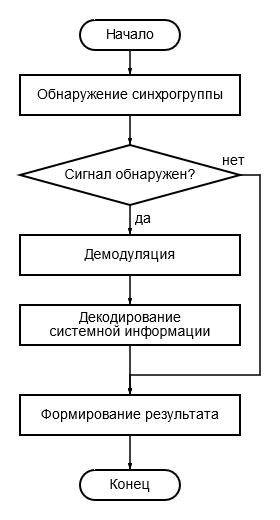 Начало
Обнаружение синхрогруппы
Сигнал обнаружен?
нет
да
Демодуляция
Декодирование
системной информации
Формирование результата
Конец